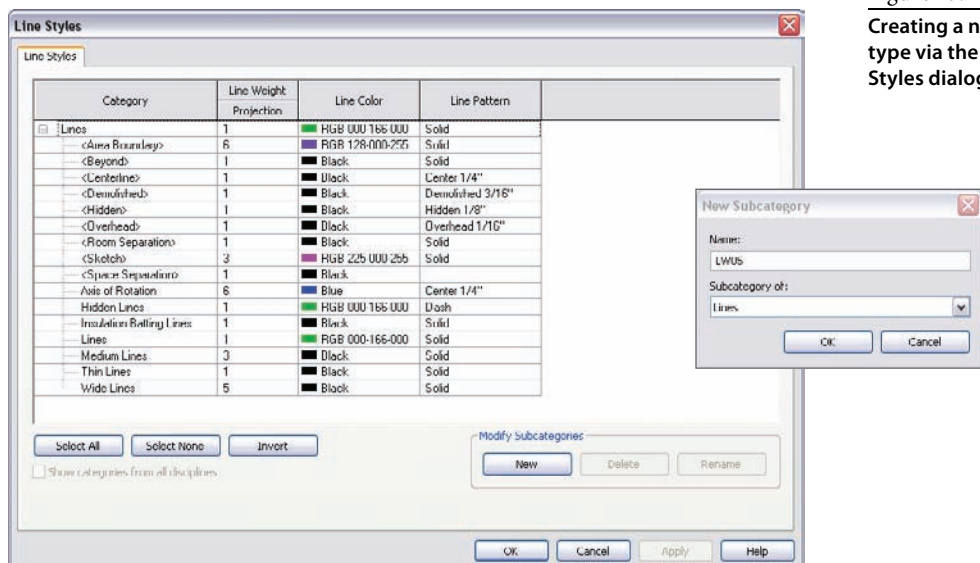 Creating a n
type via the
Styles dialog
Line Styles
Line Styles
Category Line Weight Line Color Line Pattern
Projection
Lines 1 RGB 000-166-000 Solid
<Area Boundary> 6 RGB 128-000-255 Solid
<Beyond> 1 Black Solid
<Centerline> 1 Black Center 1/4"
<Demolished> 1 Black Demolished 3/16"
<Hidden> 1 Black Hidden 1/8"
<Overhead> 1 Black Overhead 1/16"
<Room Separation> 1 Black Solid
<Sketch> 3 RGB 225-000-255 Solid
<Space Separation> 1 Black
Axis of Rotation 6 Blue Center 1/4"
Hidden Lines 1 RGB 000-166-000 Dash
Insulation Batting Lines 1 Black Solid
Lines 1 RGB 000-166-000 Solid
Medium Lines 3 Black Solid
Thin Lines 1 Black Solid
Wide Lines 5 Black Solid
Select All Select None Invert
Show categories from all disciplines
Modify Subcategories
New Delete Rename
OK Cancel Apply Help
New Subcategory
Name:
LW05
Subcategory of:
Lines
OK Cancel